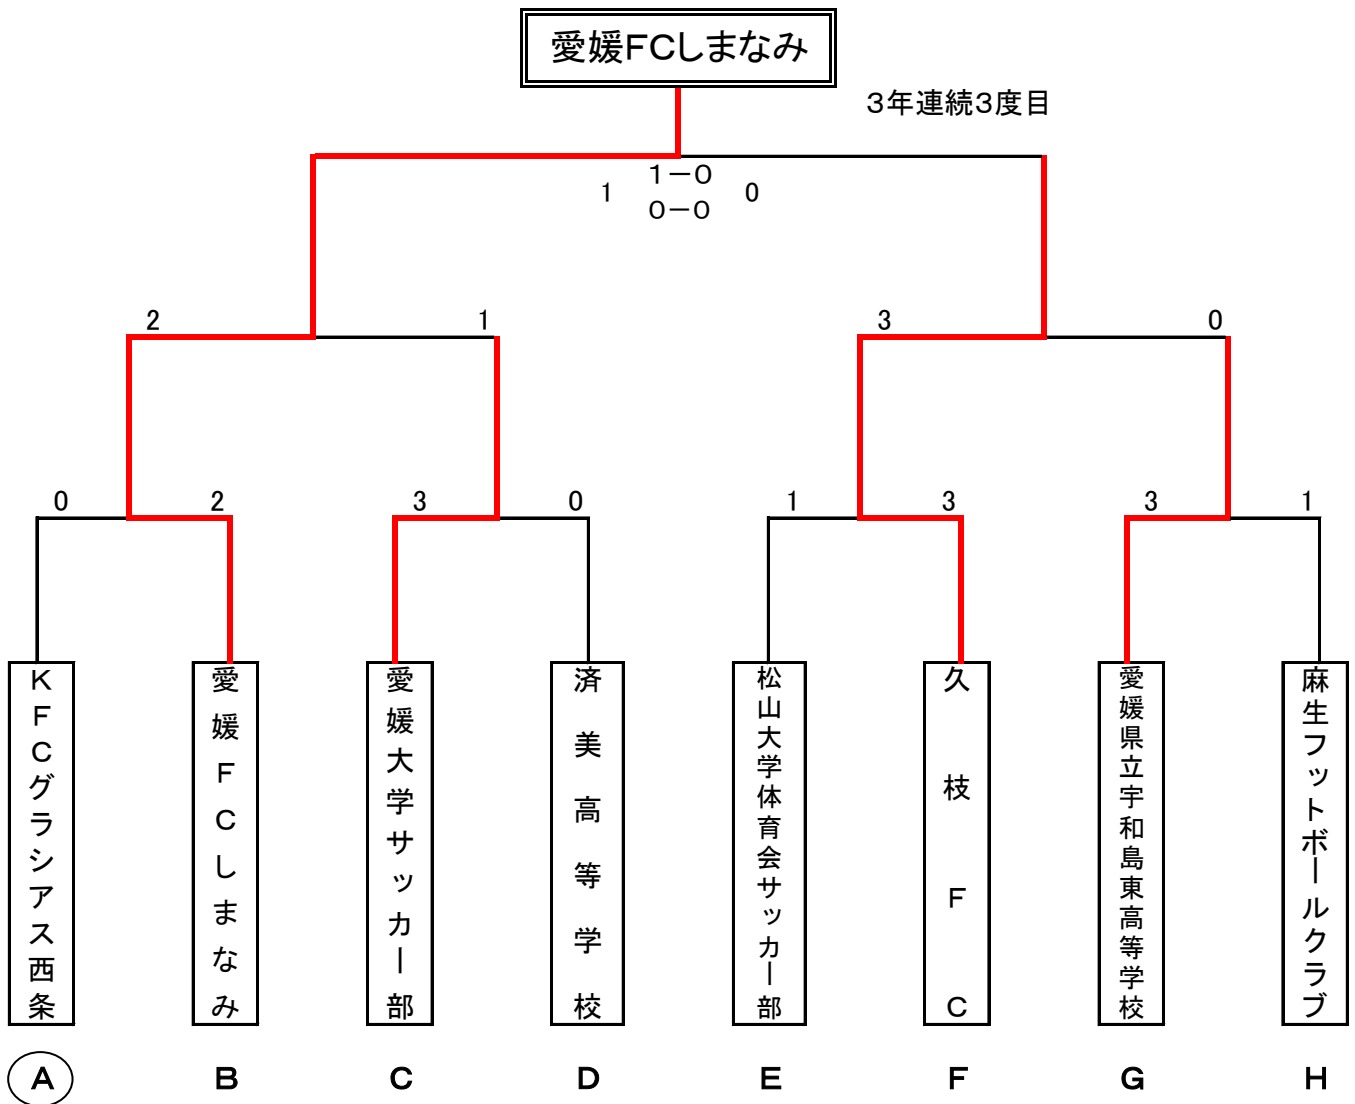 愛媛FCしまなみ
３年連続３度目
1 1－0 0
0－0
2 1 3 0
0 2 3 0 1 3 3 1
KFCグラシアス西条
愛媛FCしまなみ
愛媛大学サッカー部
済美高等学校
松山大学体育会サッカー部
久枝FC
愛媛県立宇和島東高等学校
麻生フットボールクラブ
A B C D E F G H